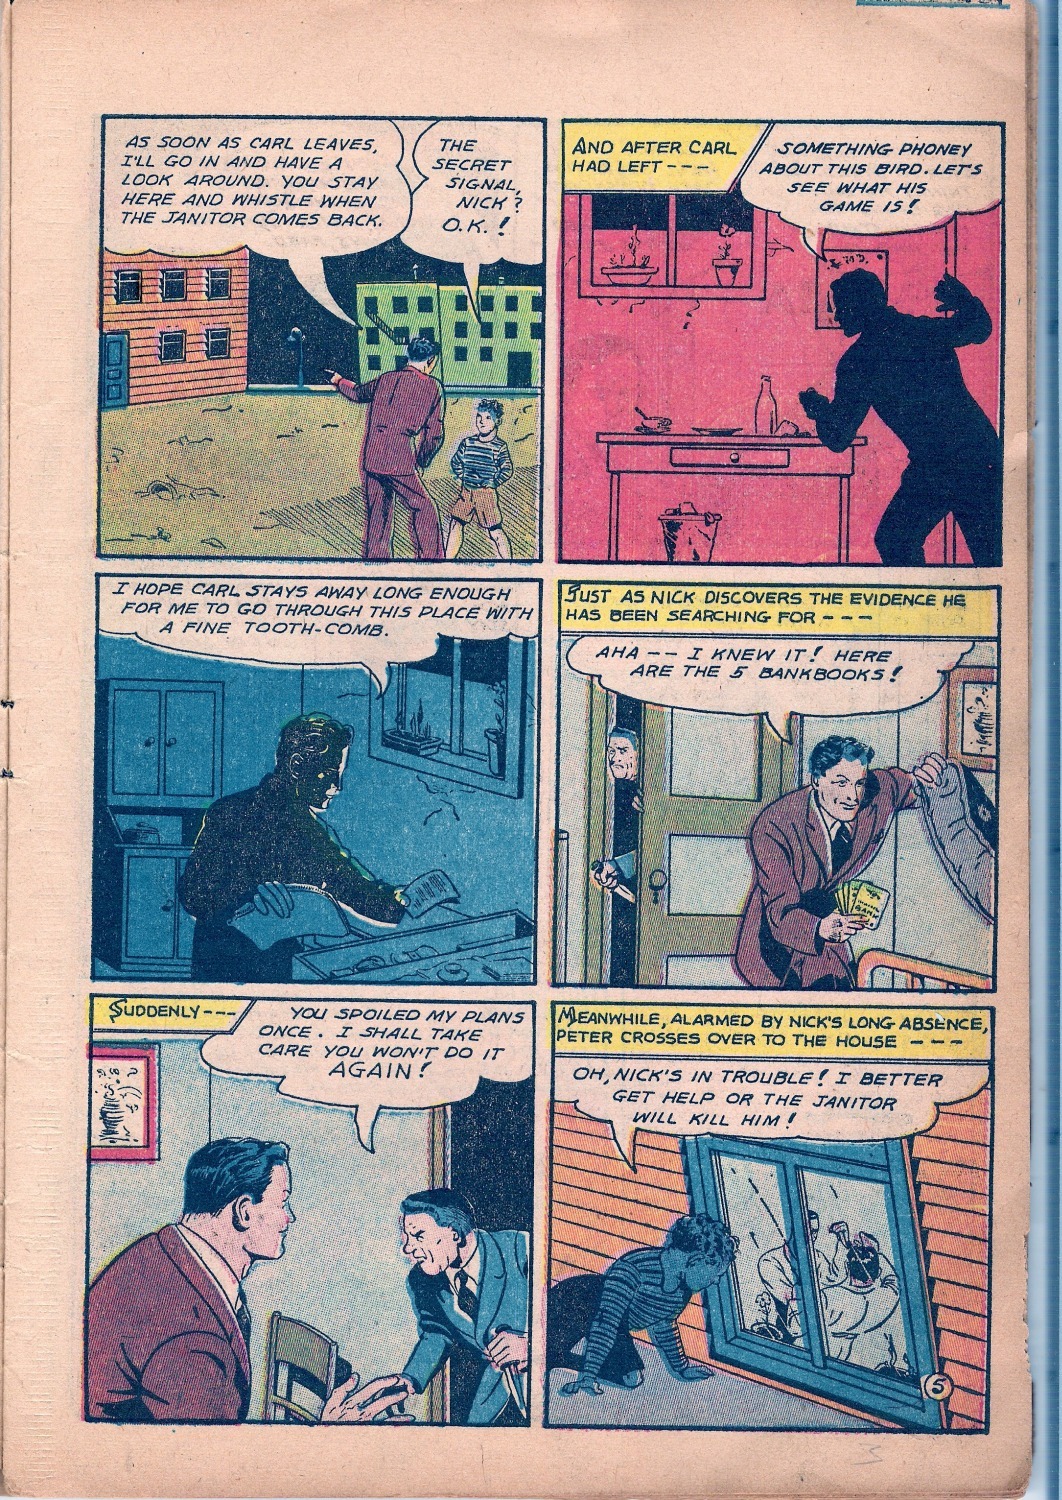 AS SOON AS CARL LEAVES,
I'LL GO IN AND HAVE A
LOOK AROUND. YOU STAY
HERE AND WHISTLE WHEN
THE JANITOR COMES BACK.
THE
SECRET
SIGNAL,
NICK?
O.K.!
AND AFTER CARL
HAD LEFT ---
SOMETHING PHONEY
ABOUT THIS BIRD. LET'S
SEE WHAT HIS
GAME IS!
I HOPE CARL STAYS AWAY LONG ENOUGH
FOR ME TO GO THROUGH THIS PLACE WITH
A FINE TOOTH-COMB.
JUST AS NICK DISCOVERS THE EVIDENCE HE
HAS BEEN SEARCHING FOR ---
AHA -- I KNEW IT! HERE
ARE THE 5 BANKBOOKS!
BANK
SUDDENLY---
YOU SPOILED MY PLANS
ONCE. I SHALL TAKE
CARE YOU WON'T DO IT
AGAIN!
MEANWHILE, ALARMED BY NICK'S LONG ABSENCE,
PETER CROSSES OVER TO THE HOUSE ---
OH, NICK'S IN TROUBLE! I BETTER
GET HELP OR THE JANITOR
WILL KILL HIM!
5